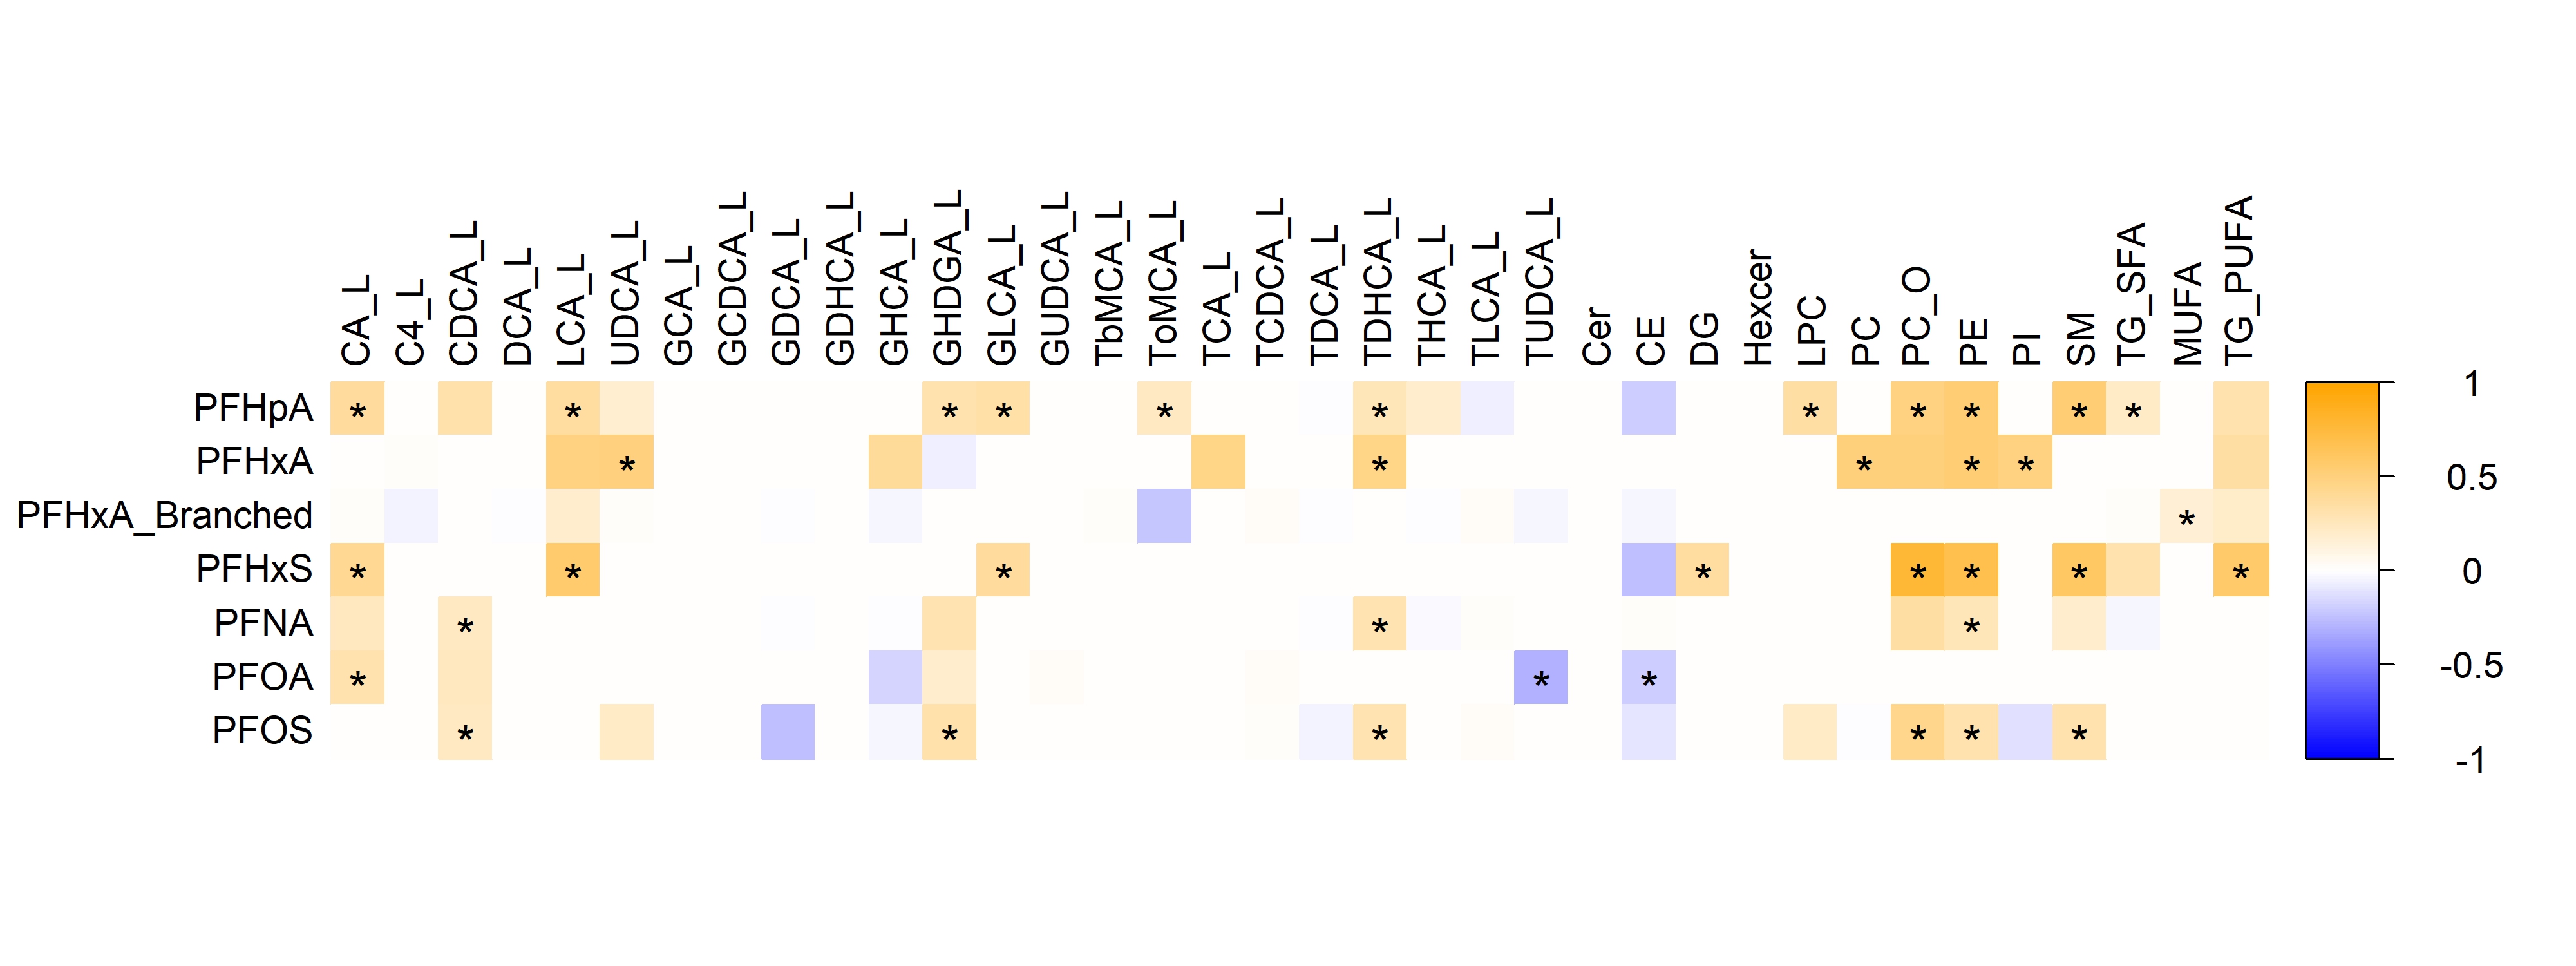 CA_L
C4_L
CDCA_L
DCA_L
LCA_L
UDCA_L
GCA_L
GCDCA_L
GDCA_L
GDHCA_L
GHCA_L
GHDGA_L
GLCA_L
GUDCA_L
TbMCA_L
ToMCA_L
TCA_L
TCDCA_L
TDCA_L
TDHCA_L
THCA_L
TLCA_L
TUDCA_L
Cer
CE
DG
Hexcer
LPC
PC
PC_O
PE
PI
SM
TG_SFA
MUFA
TG_PUFA
PFHpA * * * * * * * * * * *
PFHxA * * * * *
PFHxA_Branched *
PFHxS * * * * * * * *
PFNA * * *
PFOA * * *
PFOS * * * * * *
1
0.5
0
-0.5
-1